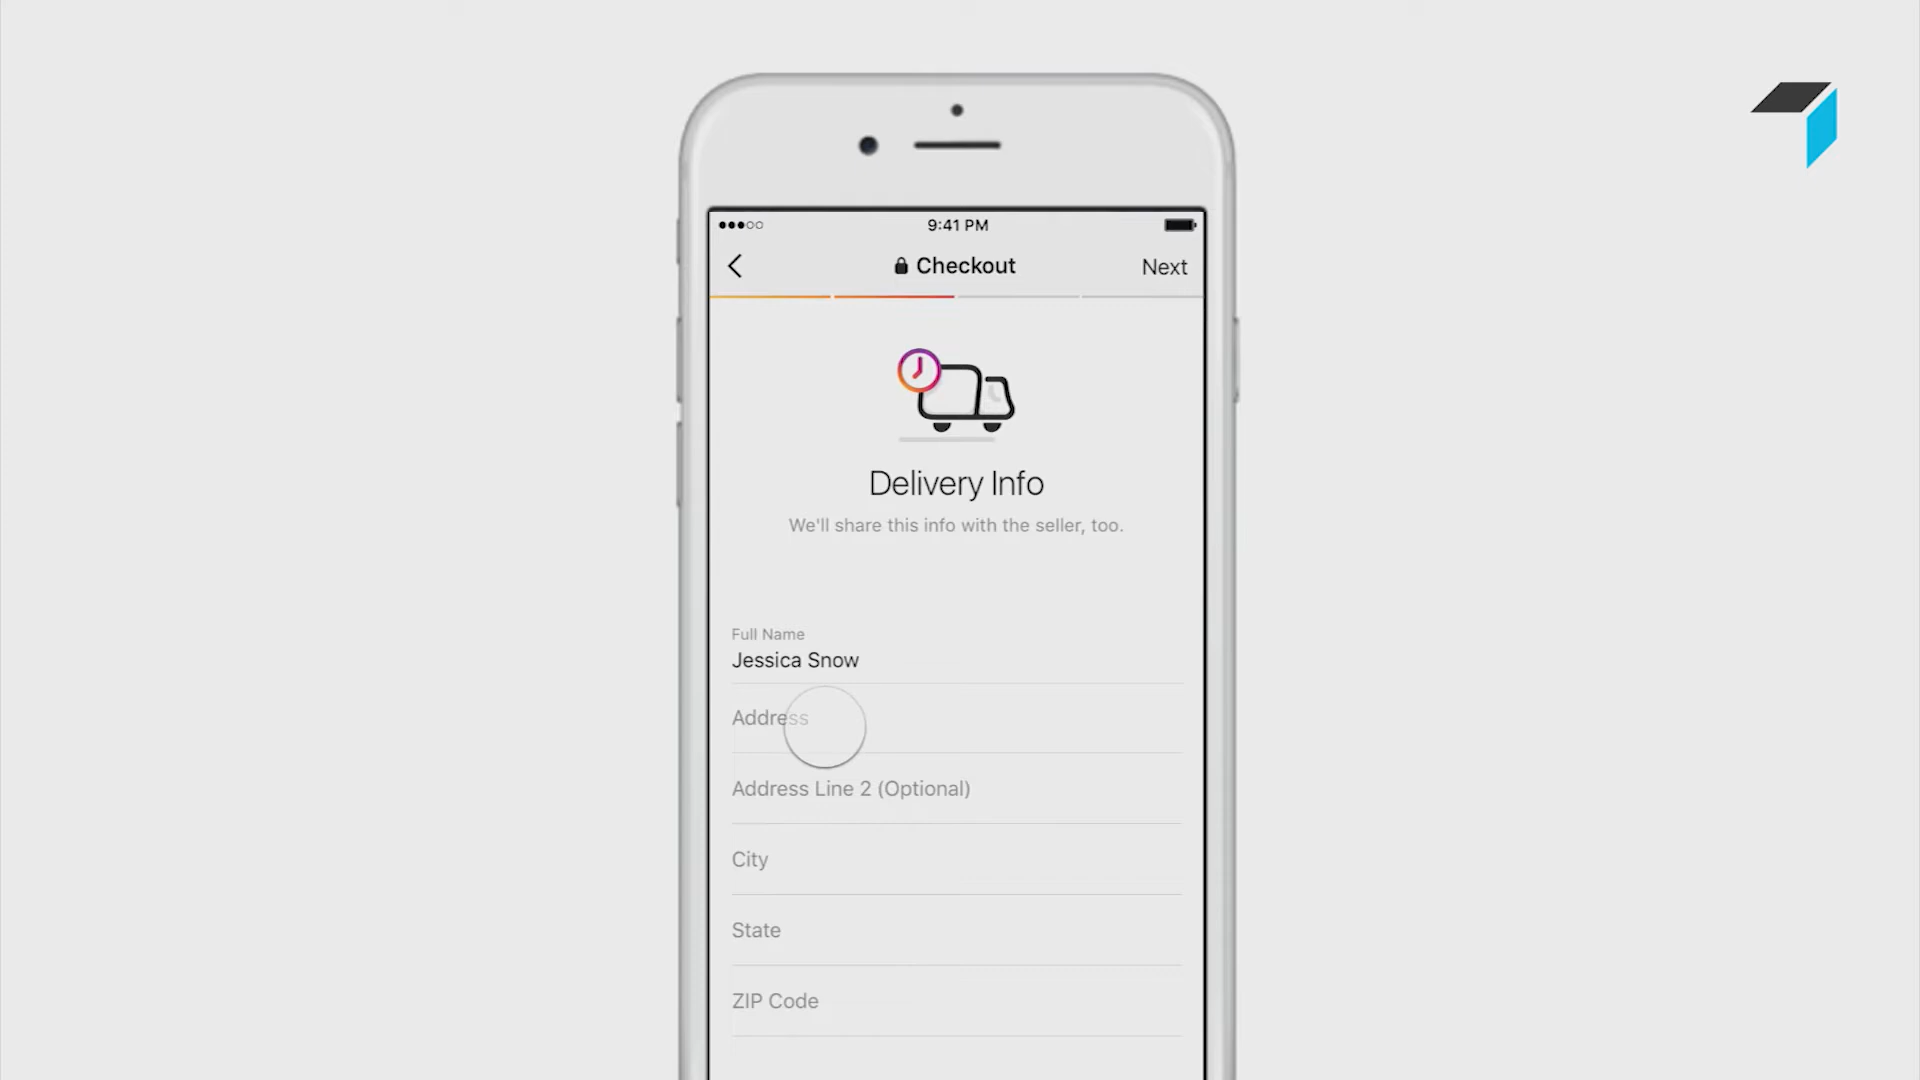 9:41 PM
Checkout
Next
Delivery Info
We'll share this info with the seller, too.
Full Name
Jessica Snow
Address
Address Line 2 (Optional)
City
State
ZIP Code